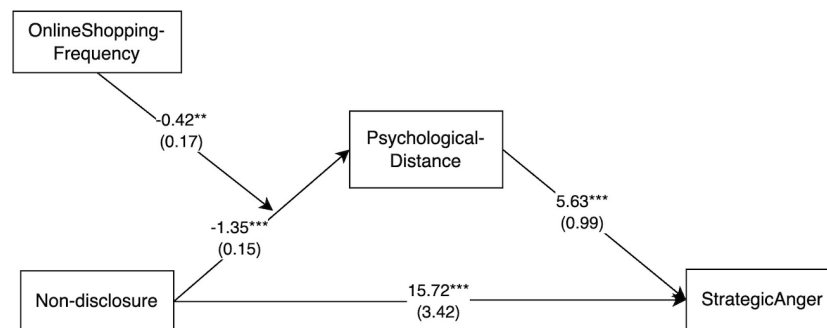 OnlineShopping-
Frequency
-0.42**
(0.17)
Psychological-
Distance
5.63***
(0.99)
-1.35***
(0.15)
Non-disclosure
15.72***
(3.42)
StrategicAnger